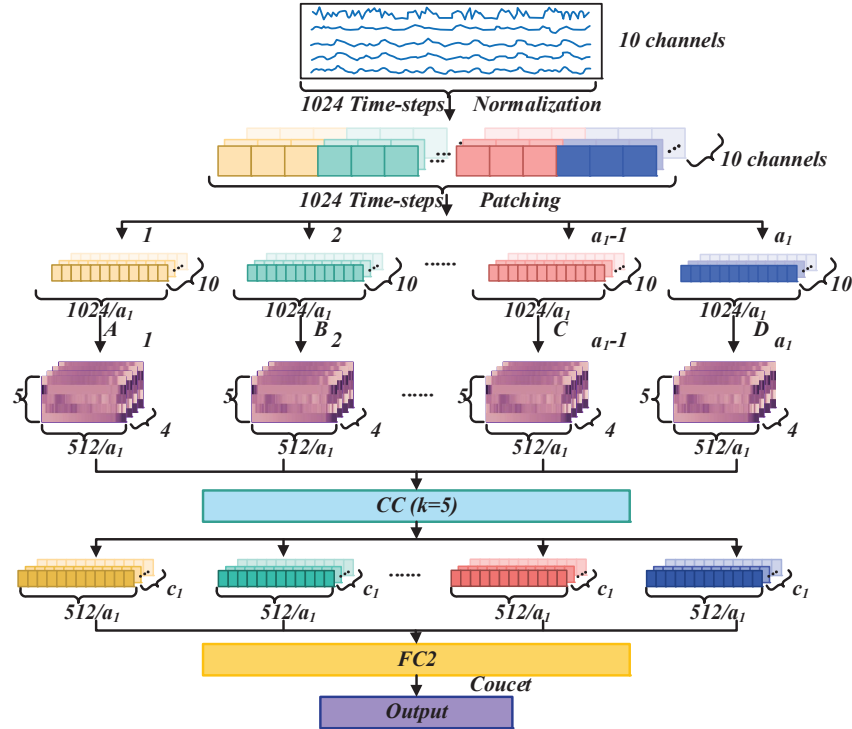 10 channels
1024 Time-steps Normalization
10 channels
1024 Time-steps Patching
1 2 a₁-1 a₁
10 10 10 10
1024/a₁ 1024/a₁ 1024/a₁ 1024/a₁
A 1 B 2 C a₁-1 D a₁
5 5 5 5
4 4 4 4
512/a₁ 512/a₁ 512/a₁ 512/a₁
CC (k=5)
c₁ c₁ c₁ c₁
512/a₁ 512/a₁ 512/a₁ 512/a₁
FC2
Coucet
Output